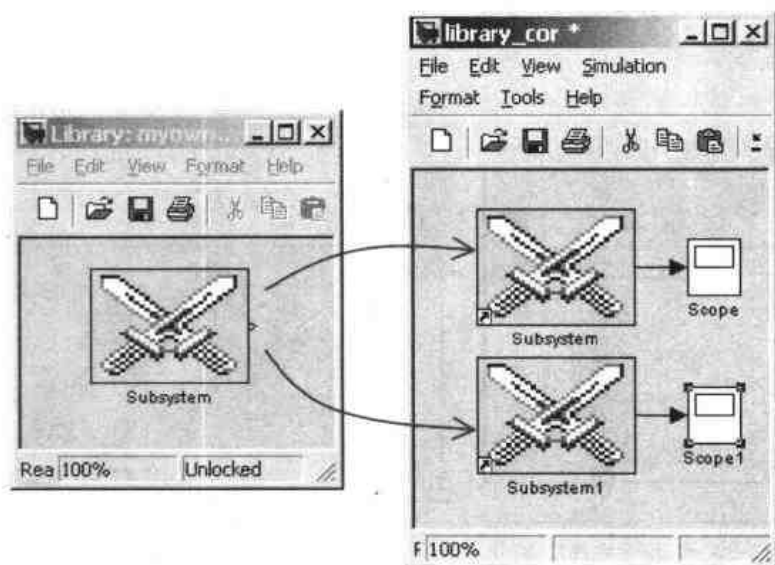 Library: myown...
File Edit View Format Help
Subsystem
Rea 100% Unlocked
library_cor *
File Edit View Simulation
Format Tools Help
Subsystem
Scope
Subsystem1
Scope1
F 100%